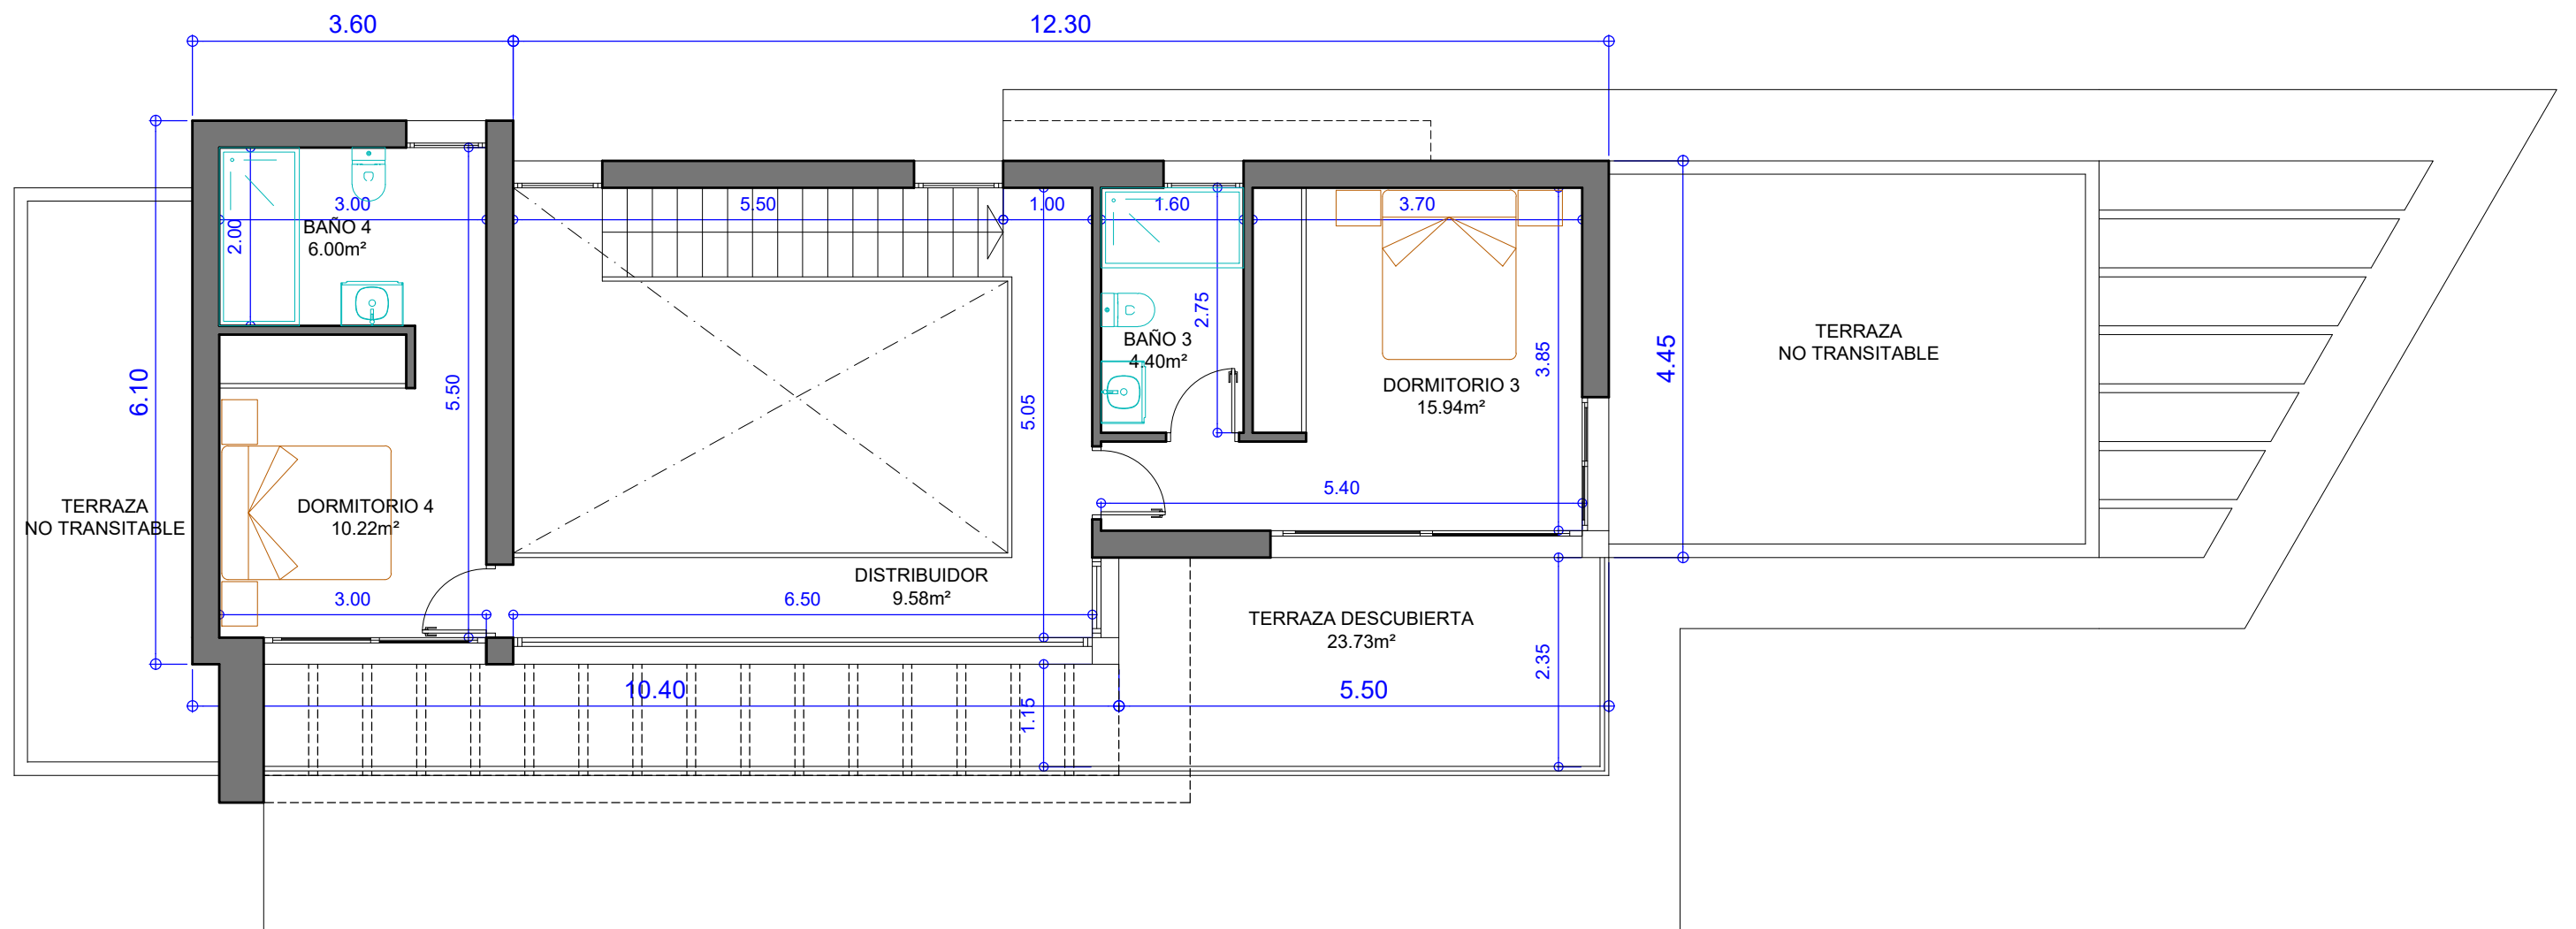 3.60
12.30
3.00
5.50
1.00
1.60
3.70
2.00
BAÑO 4
6.00m²
2.75
TERRAZA
NO TRANSITABLE
BAÑO 3
4.40m²
3.85
4.45
6.10
5.50
5.05
DORMITORIO 3
15.94m²
5.40
TERRAZA
NO TRANSITABLE
DORMITORIO 4
10.22m²
DISTRIBUIDOR
9.58m²
3.00
6.50
TERRAZA DESCUBIERTA
23.73m²
2.35
10.40
5.50
1.15